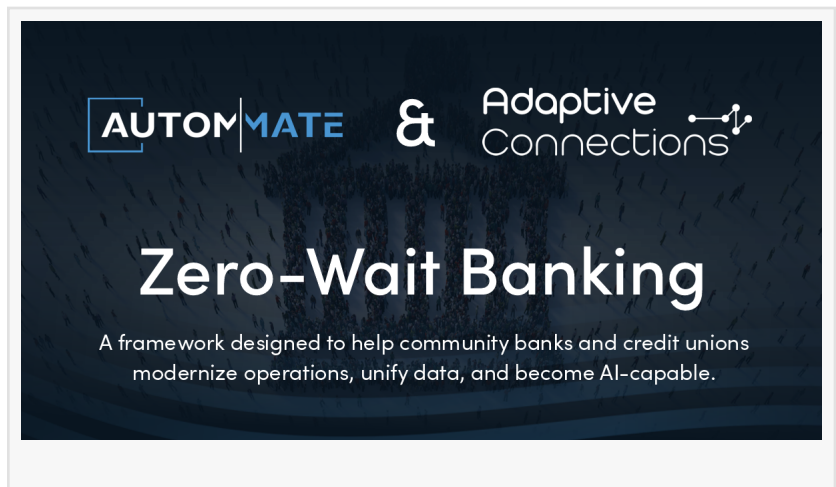 AUTOMMATE & Adaptive Connections
Zero-Wait Banking
A framework designed to help community banks and credit unions
modernize operations, unify data, and become AI-capable.